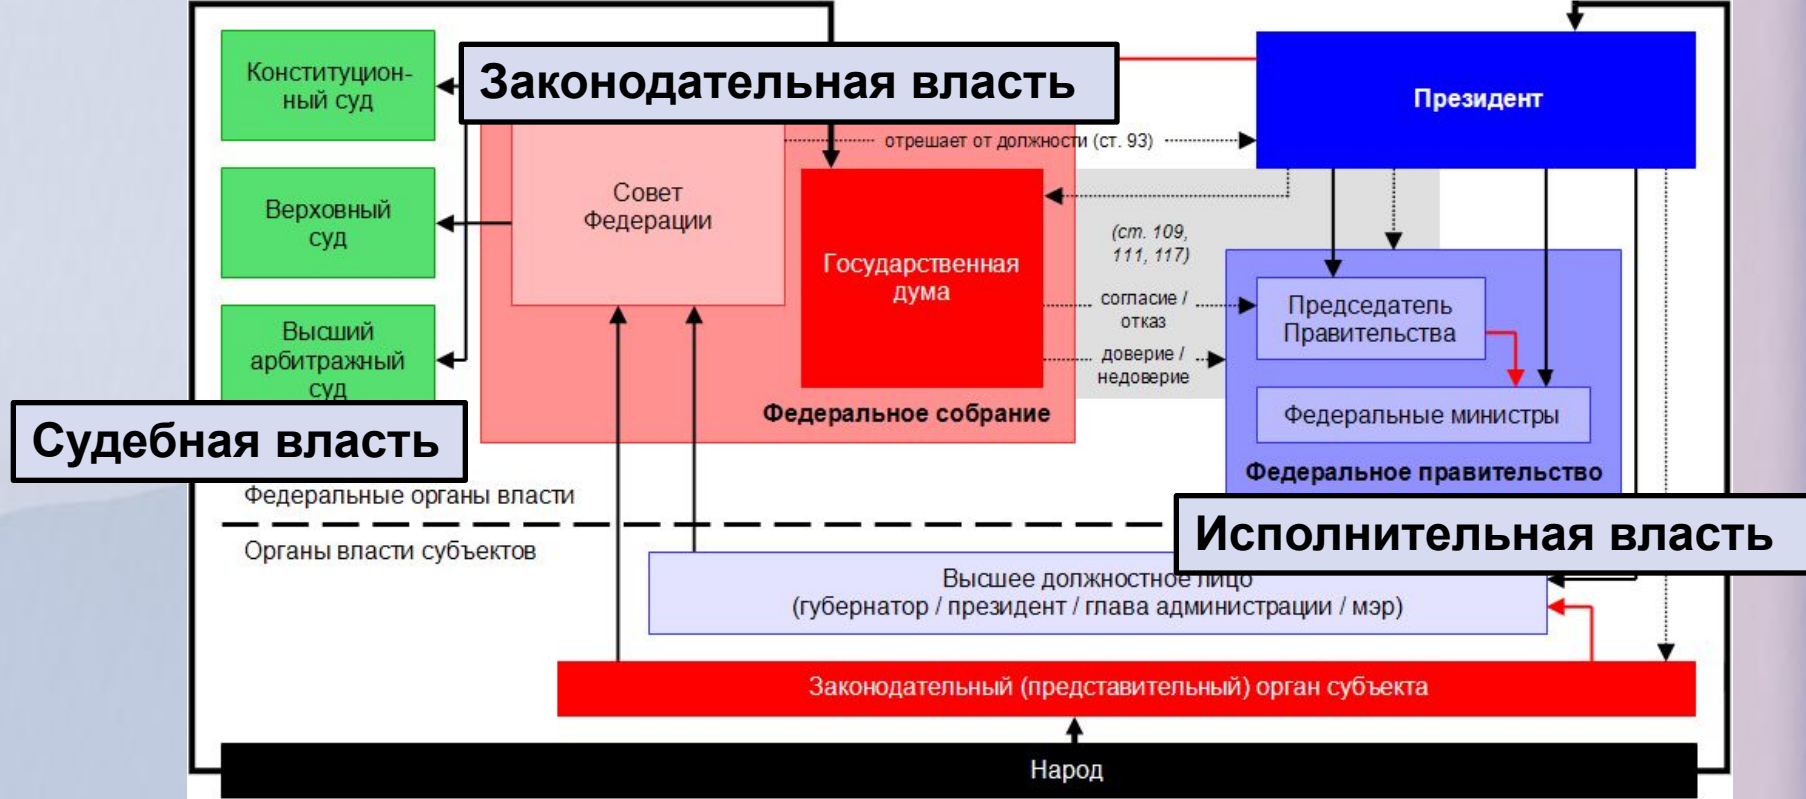 Конституцион-
ный суд
Законодательная власть
Президент
отрешает от должности (ст. 93)
Верховный
суд
Совет
Федерации
Государственная
дума
(ст. 109,
111, 117)
согласие /
отказ
Председатель
Правительства
Высший
арбитражный
суд
доверие /
недоверие
Федеральное собрание
Федеральные министры
Судебная власть
Федеральное правительство
Федеральные органы власти
Исполнительная власть
Органы власти субъектов
Высшее должностное лицо
(губернатор / президент / глава администрации / мэр)
Законодательный (представительный) орган субъекта
Народ